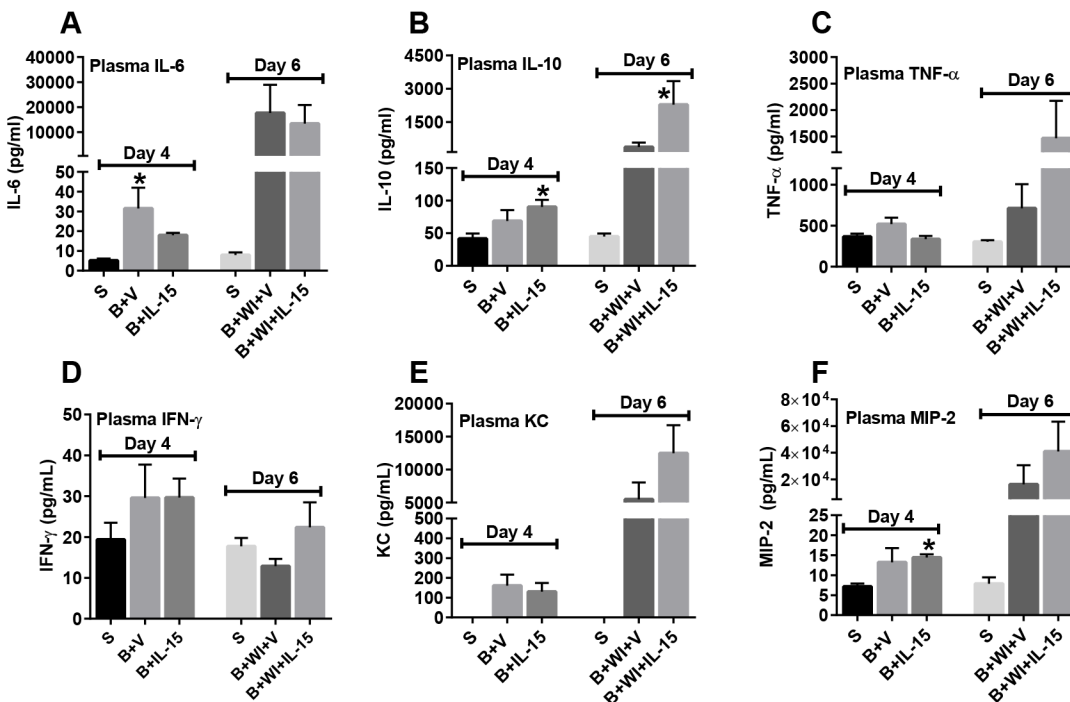 A
Plasma IL-6
IL-6 (pg/ml)
40000
30000
20000
10000
50
40
30
20
10
0
Day 4
*
Day 6
S
B+V
B+IL-15
S
B+WI+V
B+WI+IL-15
B
Plasma IL-10
IL-10 (pg/ml)
4500
3000
1500
150
100
50
0
Day 4
*
Day 6
*
S
B+V
B+IL-15
S
B+WI+V
B+WI+IL-15
C
Plasma TNF-α
TNF-α (pg/ml)
3000
2500
2000
1500
1000
500
0
Day 4
Day 6
S
B+V
B+IL-15
S
B+WI+V
B+WI+IL-15
D
Plasma IFN-γ
IFN-γ (pg/mL)
50
40
30
20
10
0
Day 4
Day 6
S
B+V
B+IL-15
S
B+WI+V
B+WI+IL-15
E
Plasma KC
KC (pg/mL)
20000
15000
10000
5000
500
400
300
200
100
0
Day 4
Day 6
S
B+V
B+IL-15
S
B+WI+V
B+WI+IL-15
F
Plasma MIP-2
MIP-2 (pg/mL)
8×10⁴
6×10⁴
4×10⁴
2×10⁴
25
20
15
10
5
0
Day 4
*
Day 6
S
B+V
B+IL-15
S
B+WI+V
B+WI+IL-15